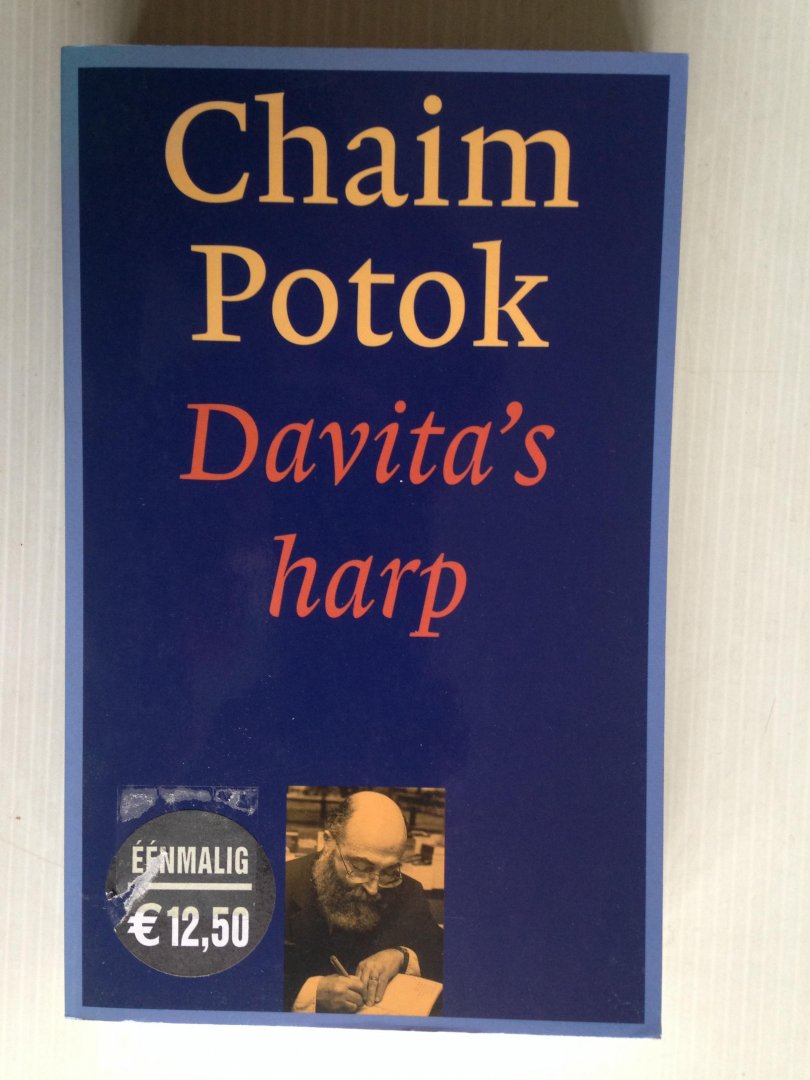 Chaim
Potok
Davita's
harp
ÉÉNMALIG
€ 12,50